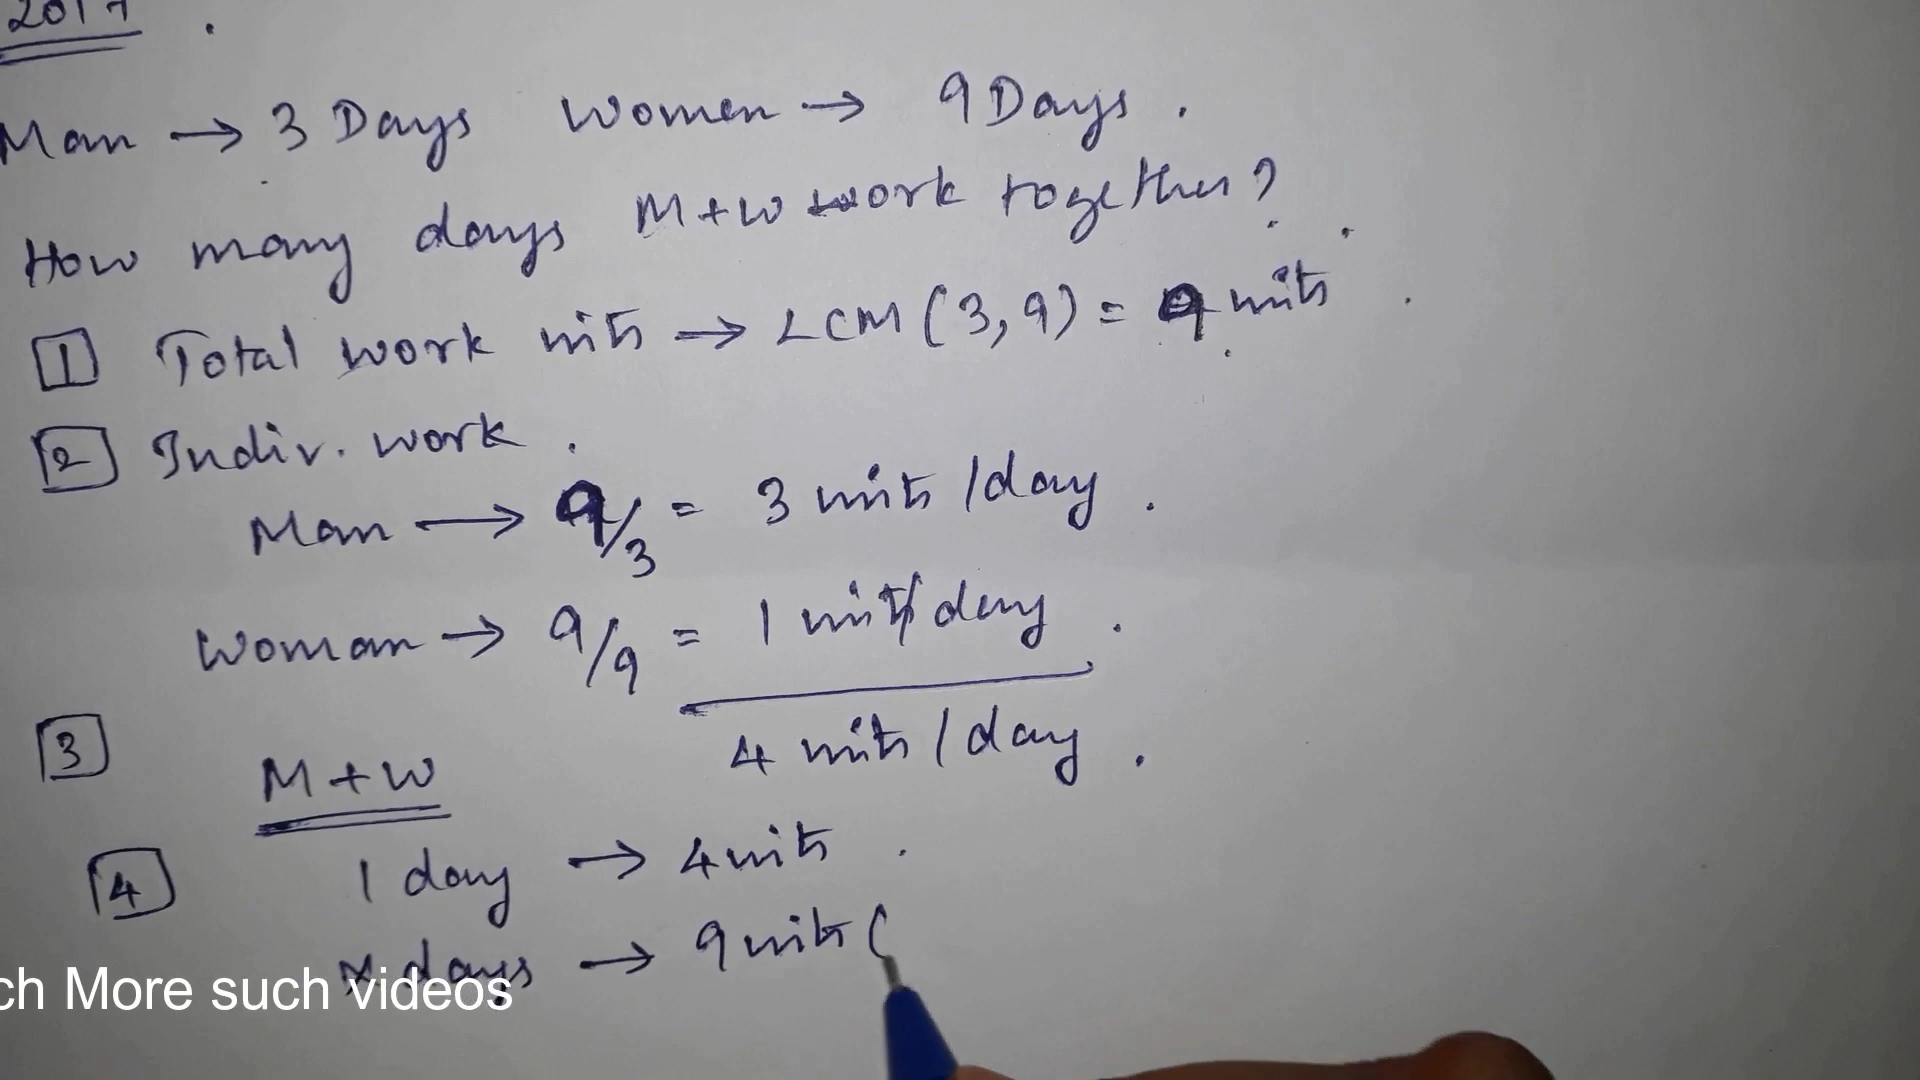 2017 .
Man → 3 Days Women → 9 Days .
How many days M+W work together?
1 Total work units → LCM (3, 9) = 9 units .
2 Indiv. work .
Man → 9/3 = 3 units / day .
Woman → 9/9 = 1 unit/day .
4 units / day .
3 M+W
4 1 day → 4 units .
x days → 9 units (
ch More such videos